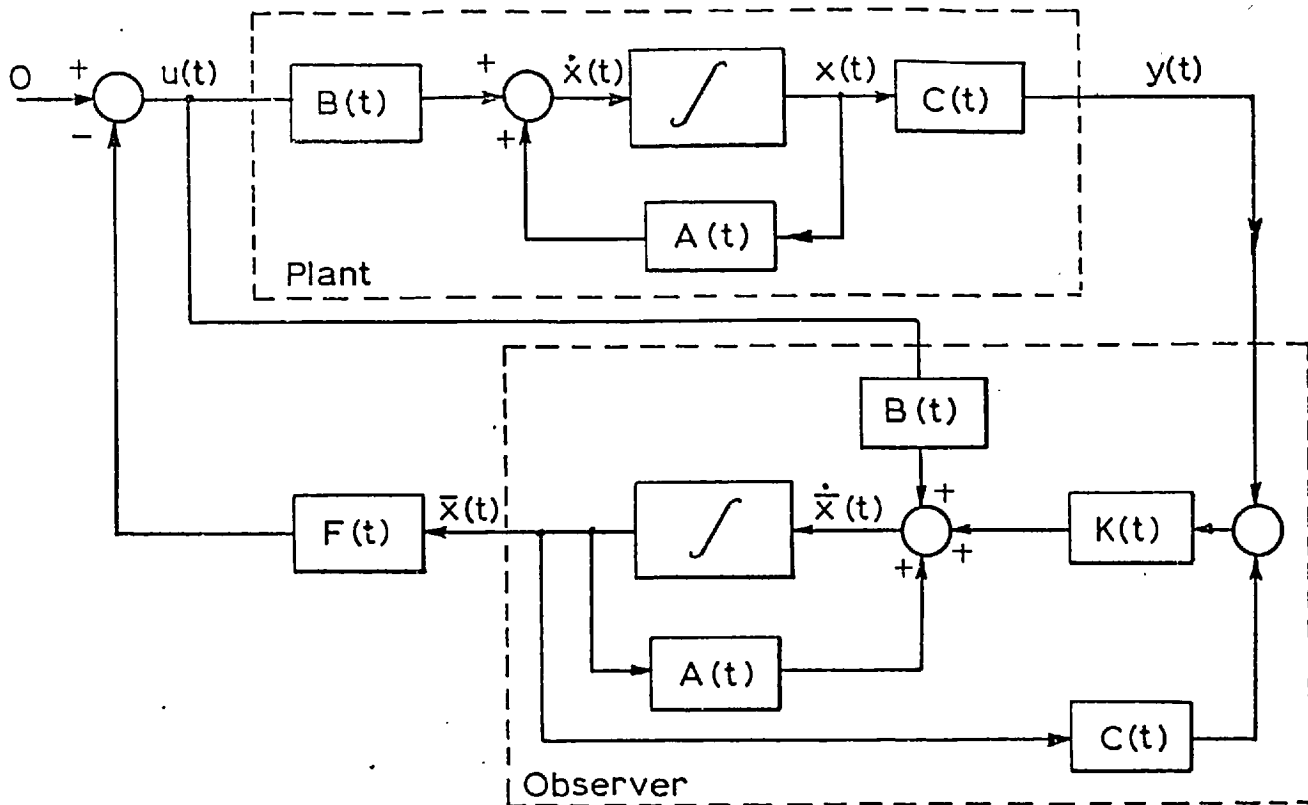 0
+
−
u(t)
B(t)
+
+
ẋ(t)
∫
x(t)
C(t)
y(t)
A(t)
Plant
B(t)
F(t)
x̄(t)
∫
x̄̇(t)
+
+
+
K(t)
A(t)
C(t)
Observer